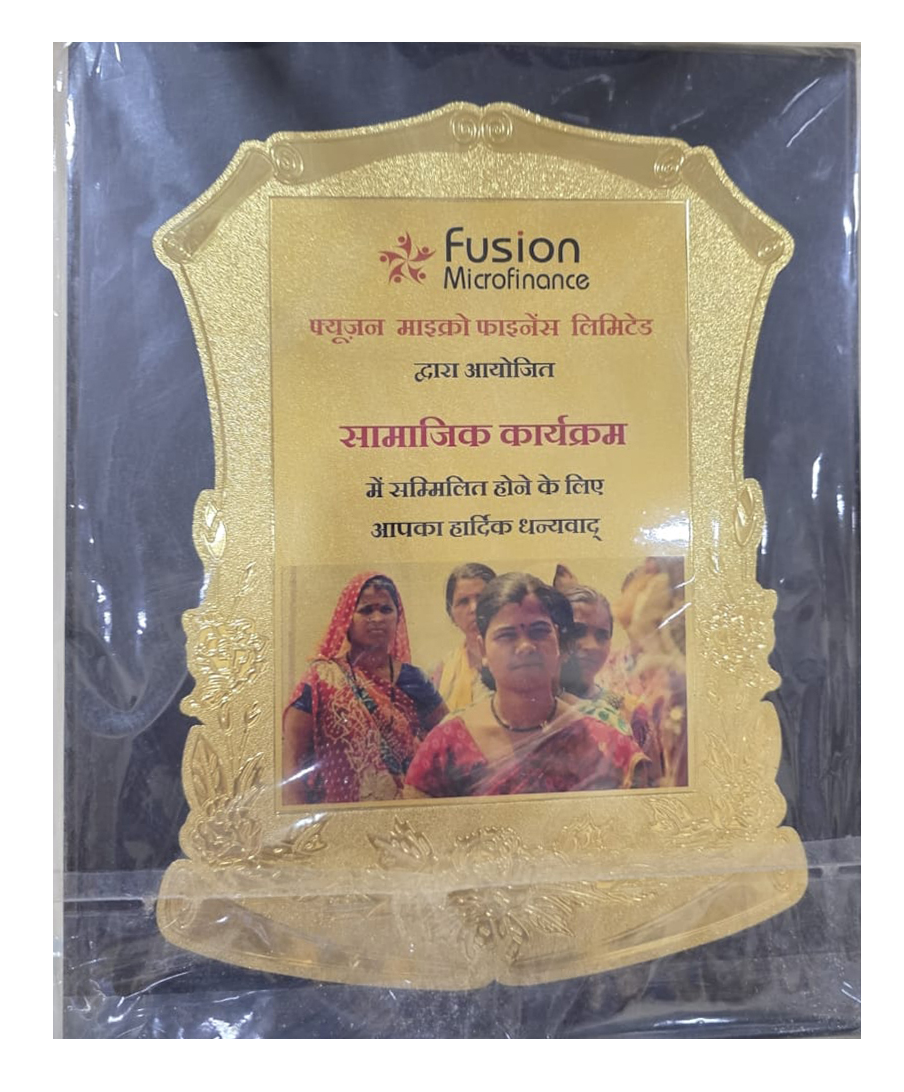 Fusion
Microfinance
फ्यूज़न माइक्रो फाइनेंस लिमिटेड
द्वारा आयोजित
सामाजिक कार्यक्रम
में सम्मिलित होने के लिए
आपका हार्दिक धन्यवाद्